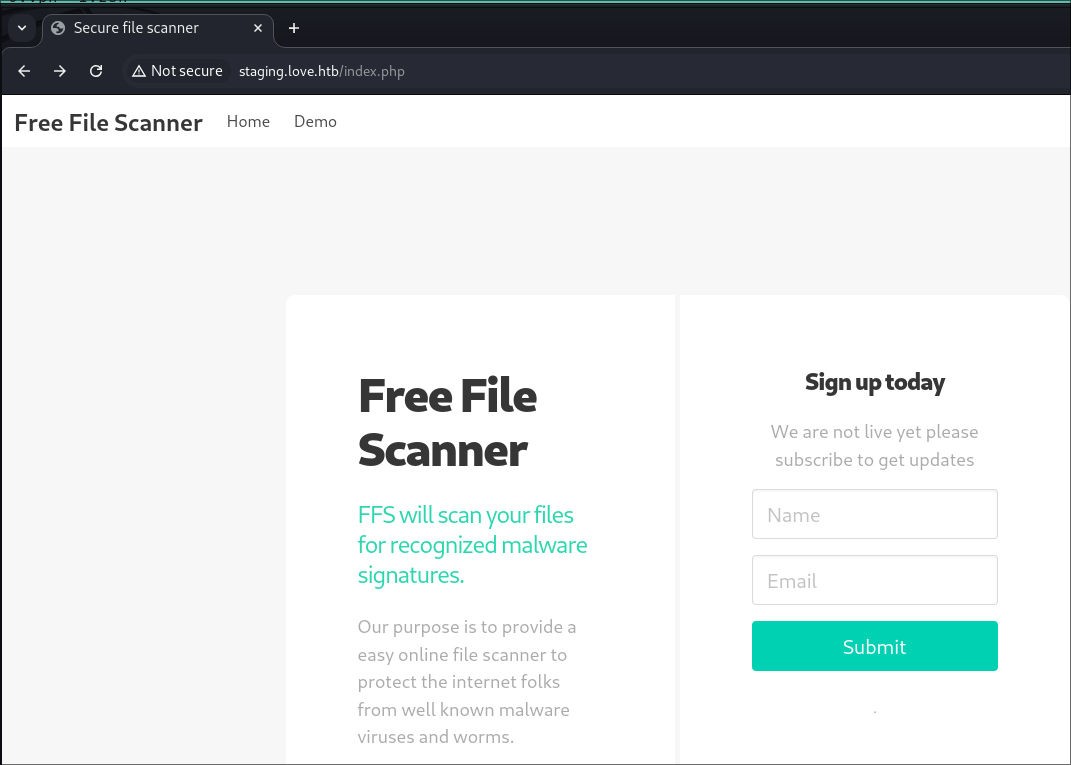 Secure file scanner
Not secure staging.love.htb/index.php
Free File Scanner Home Demo
Free File
Scanner
FFS will scan your files
for recognized malware
signatures.
Our purpose is to provide a
easy online file scanner to
protect the internet folks
from well known malware
viruses and worms.
Sign up today
We are not live yet please
subscribe to get updates
Name
Email
Submit
.